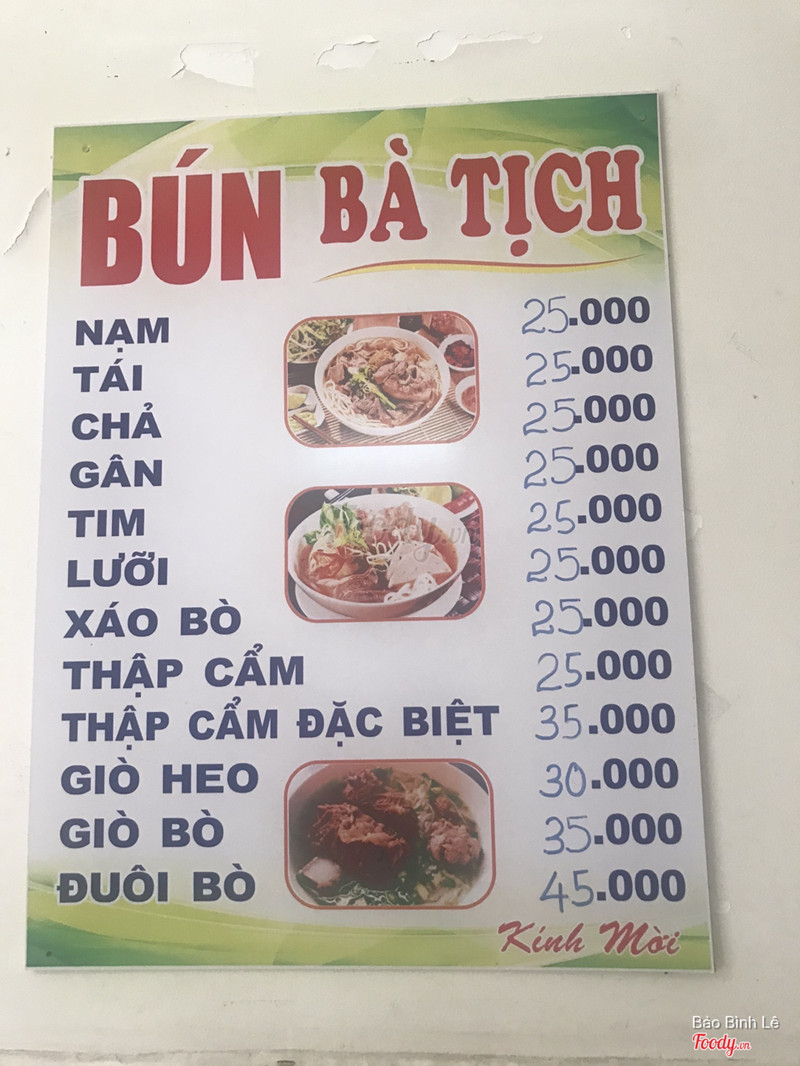 BÚN BÀ TỊCH
NẠM 25.000
TÁI 25.000
CHẢ 25.000
GÂN 25.000
TIM 25.000
LƯỠI 25.000
XÁO BÒ 25.000
THẬP CẨM 25.000
THẬP CẨM ĐẶC BIỆT 35.000
GIÒ HEO 30.000
GIÒ BÒ 35.000
ĐUÔI BÒ 45.000
Kính Mời
Bảo Bình Lê
Foody.vn